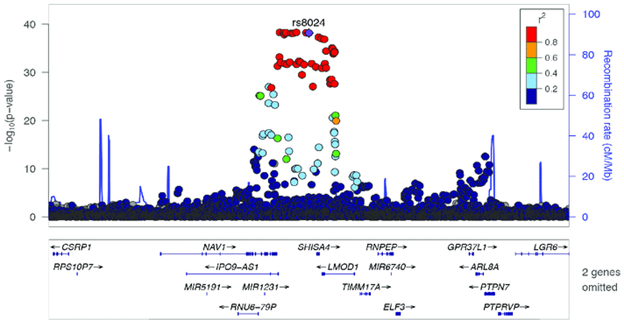 rs8024
r²
0.8
0.6
0.4
0.2
40
30
20
10
0
−log₁₀(p−value)
100
80
60
40
20
0
Recombination rate (cM/Mb)
←CSRP1
NAV1→
SHISA4→
RNPEP→
GPR37L1→
LGR6→
RPS10P7→
←IPO9−AS1
←LMOD1
MIR6740→
←ARL8A
MIR5191→
MIR1231→
TIMM17A→
←PTPN7
←RNU6−79P
ELF3→
PTPRVP→
2 genes
omitted